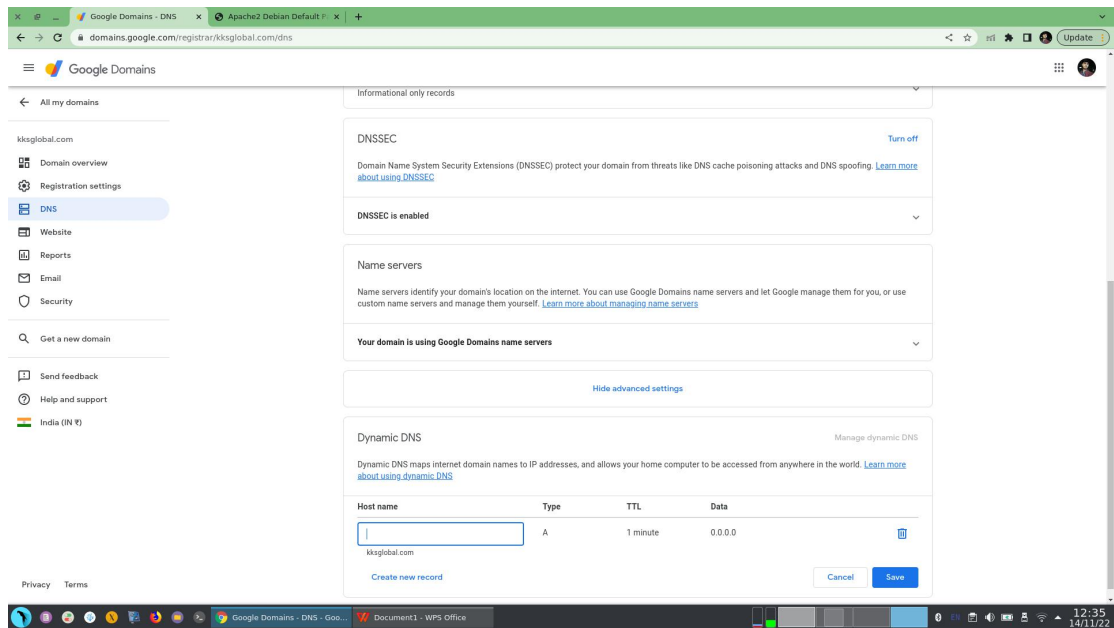 Google Domains - DNS
Apache2 Debian Default P
domains.google.com/registrar/kksglobal.com/dns
Update
Google Domains
All my domains
kksglobal.com
Domain overview
Registration settings
DNS
Website
Reports
Email
Security
Get a new domain
Send feedback
Help and support
India (IN ₹)
Privacy Terms
Informational only records
DNSSEC
Turn off
Domain Name System Security Extensions (DNSSEC) protect your domain from threats like DNS cache poisoning attacks and DNS spoofing. Learn more
about using DNSSEC
DNSSEC is enabled
Name servers
Name servers identify your domain's location on the internet. You can use Google Domains name servers and let Google manage them for you, or use
custom name servers and manage them yourself. Learn more about managing name servers
Your domain is using Google Domains name servers
Hide advanced settings
Dynamic DNS
Manage dynamic DNS
Dynamic DNS maps internet domain names to IP addresses, and allows your home computer to be accessed from anywhere in the world. Learn more
about using dynamic DNS
Host name Type TTL Data
A 1 minute 0.0.0.0
kksglobal.com
Create new record
Cancel Save
Google Domains - DNS - Goo...
Document1 - WPS Office
EN
12:35
14/11/22